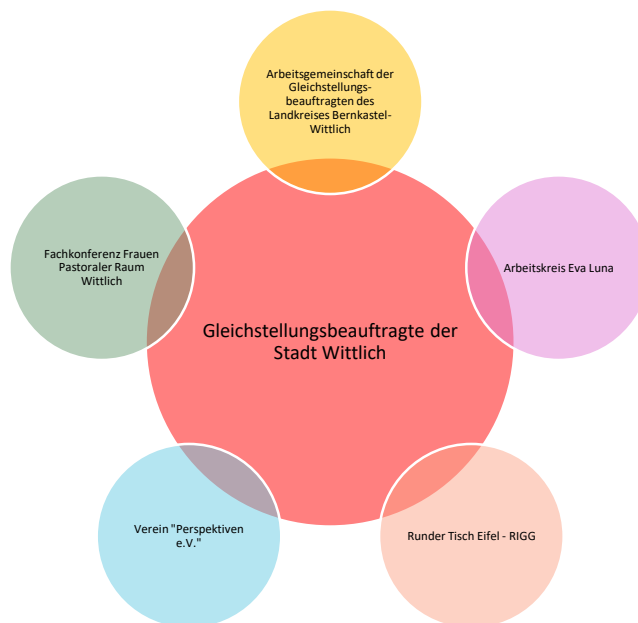 Arbeitsgemeinschaft der
Gleichstellungs-
beauftragten des
Landkreises Bernkastel-
Wittlich
Fachkonferenz Frauen
Pastoraler Raum
Wittlich
Arbeitskreis Eva Luna
Gleichstellungsbeauftragte der
Stadt Wittlich
Verein "Perspektiven
e.V."
Runder Tisch Eifel - RIGG